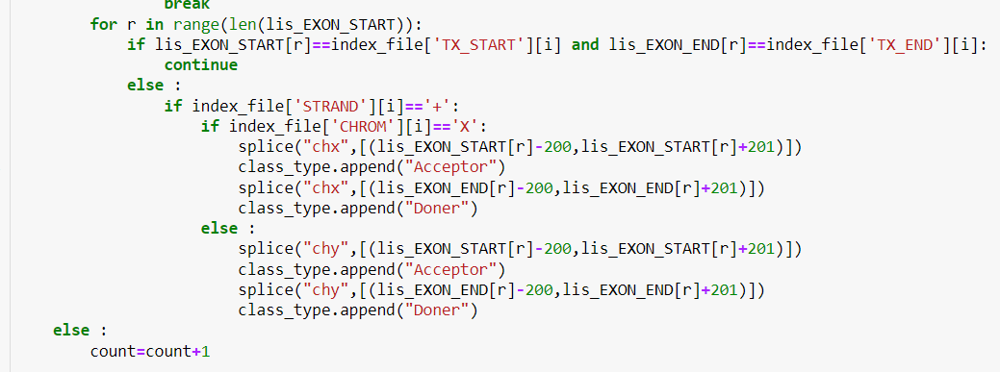 break
for r in range(len(lis_EXON_START)):
if lis_EXON_START[r]==index_file['TX_START'][i] and lis_EXON_END[r]==index_file['TX_END'][i]:
continue
else :
if index_file['STRAND'][i]=='+':
if index_file['CHROM'][i]=='X':
splice("chx",[(lis_EXON_START[r]-200,lis_EXON_START[r]+201)])
class_type.append("Acceptor")
splice("chx",[(lis_EXON_END[r]-200,lis_EXON_END[r]+201)])
class_type.append("Doner")
else :
splice("chy",[(lis_EXON_START[r]-200,lis_EXON_START[r]+201)])
class_type.append("Acceptor")
splice("chy",[(lis_EXON_END[r]-200,lis_EXON_END[r]+201)])
class_type.append("Doner")
else :
count=count+1